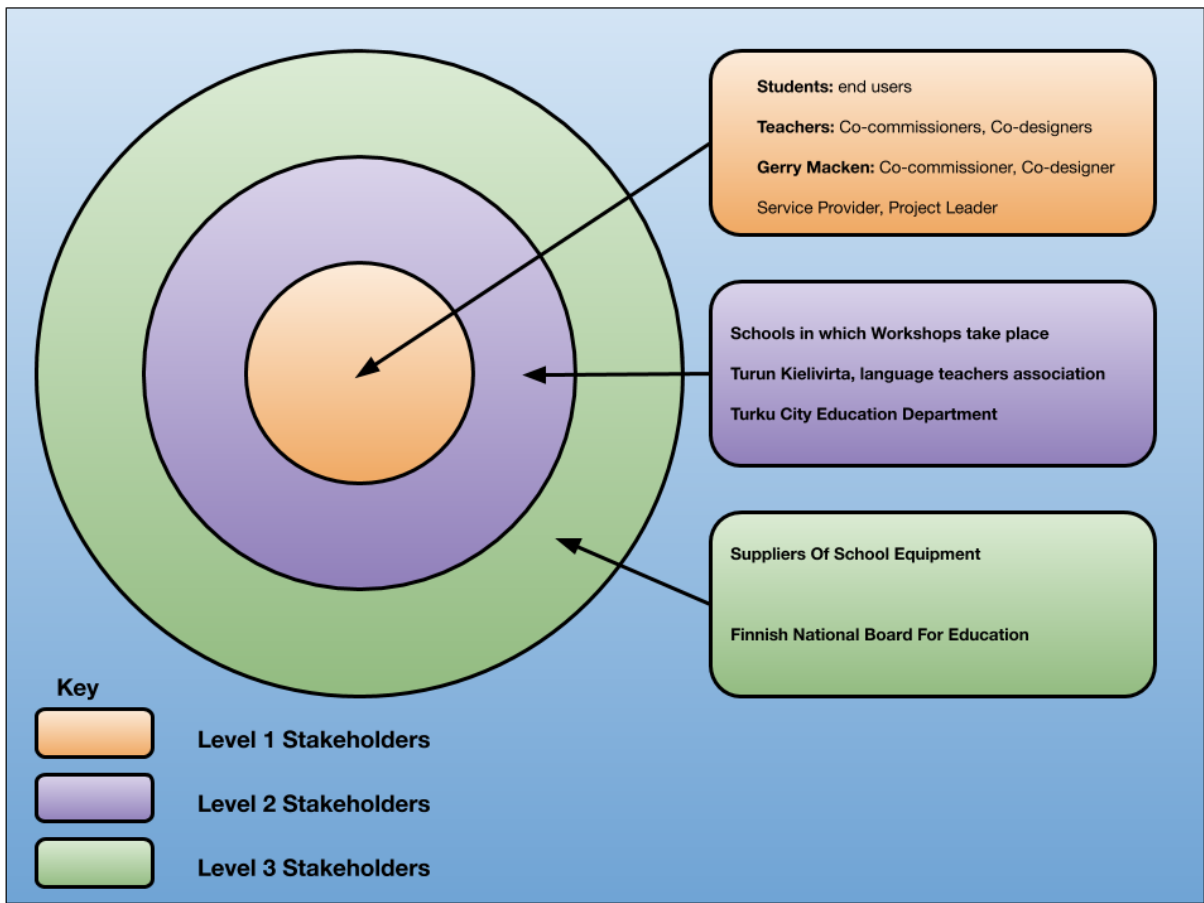 Students: end users
Teachers: Co-commissioners, Co-designers
Gerry Macken: Co-commissioner, Co-designer
Service Provider, Project Leader
Schools in which Workshops take place
Turun Kielivirta, language teachers association
Turku City Education Department
Suppliers Of School Equipment
Finnish National Board For Education
Key
Level 1 Stakeholders
Level 2 Stakeholders
Level 3 Stakeholders